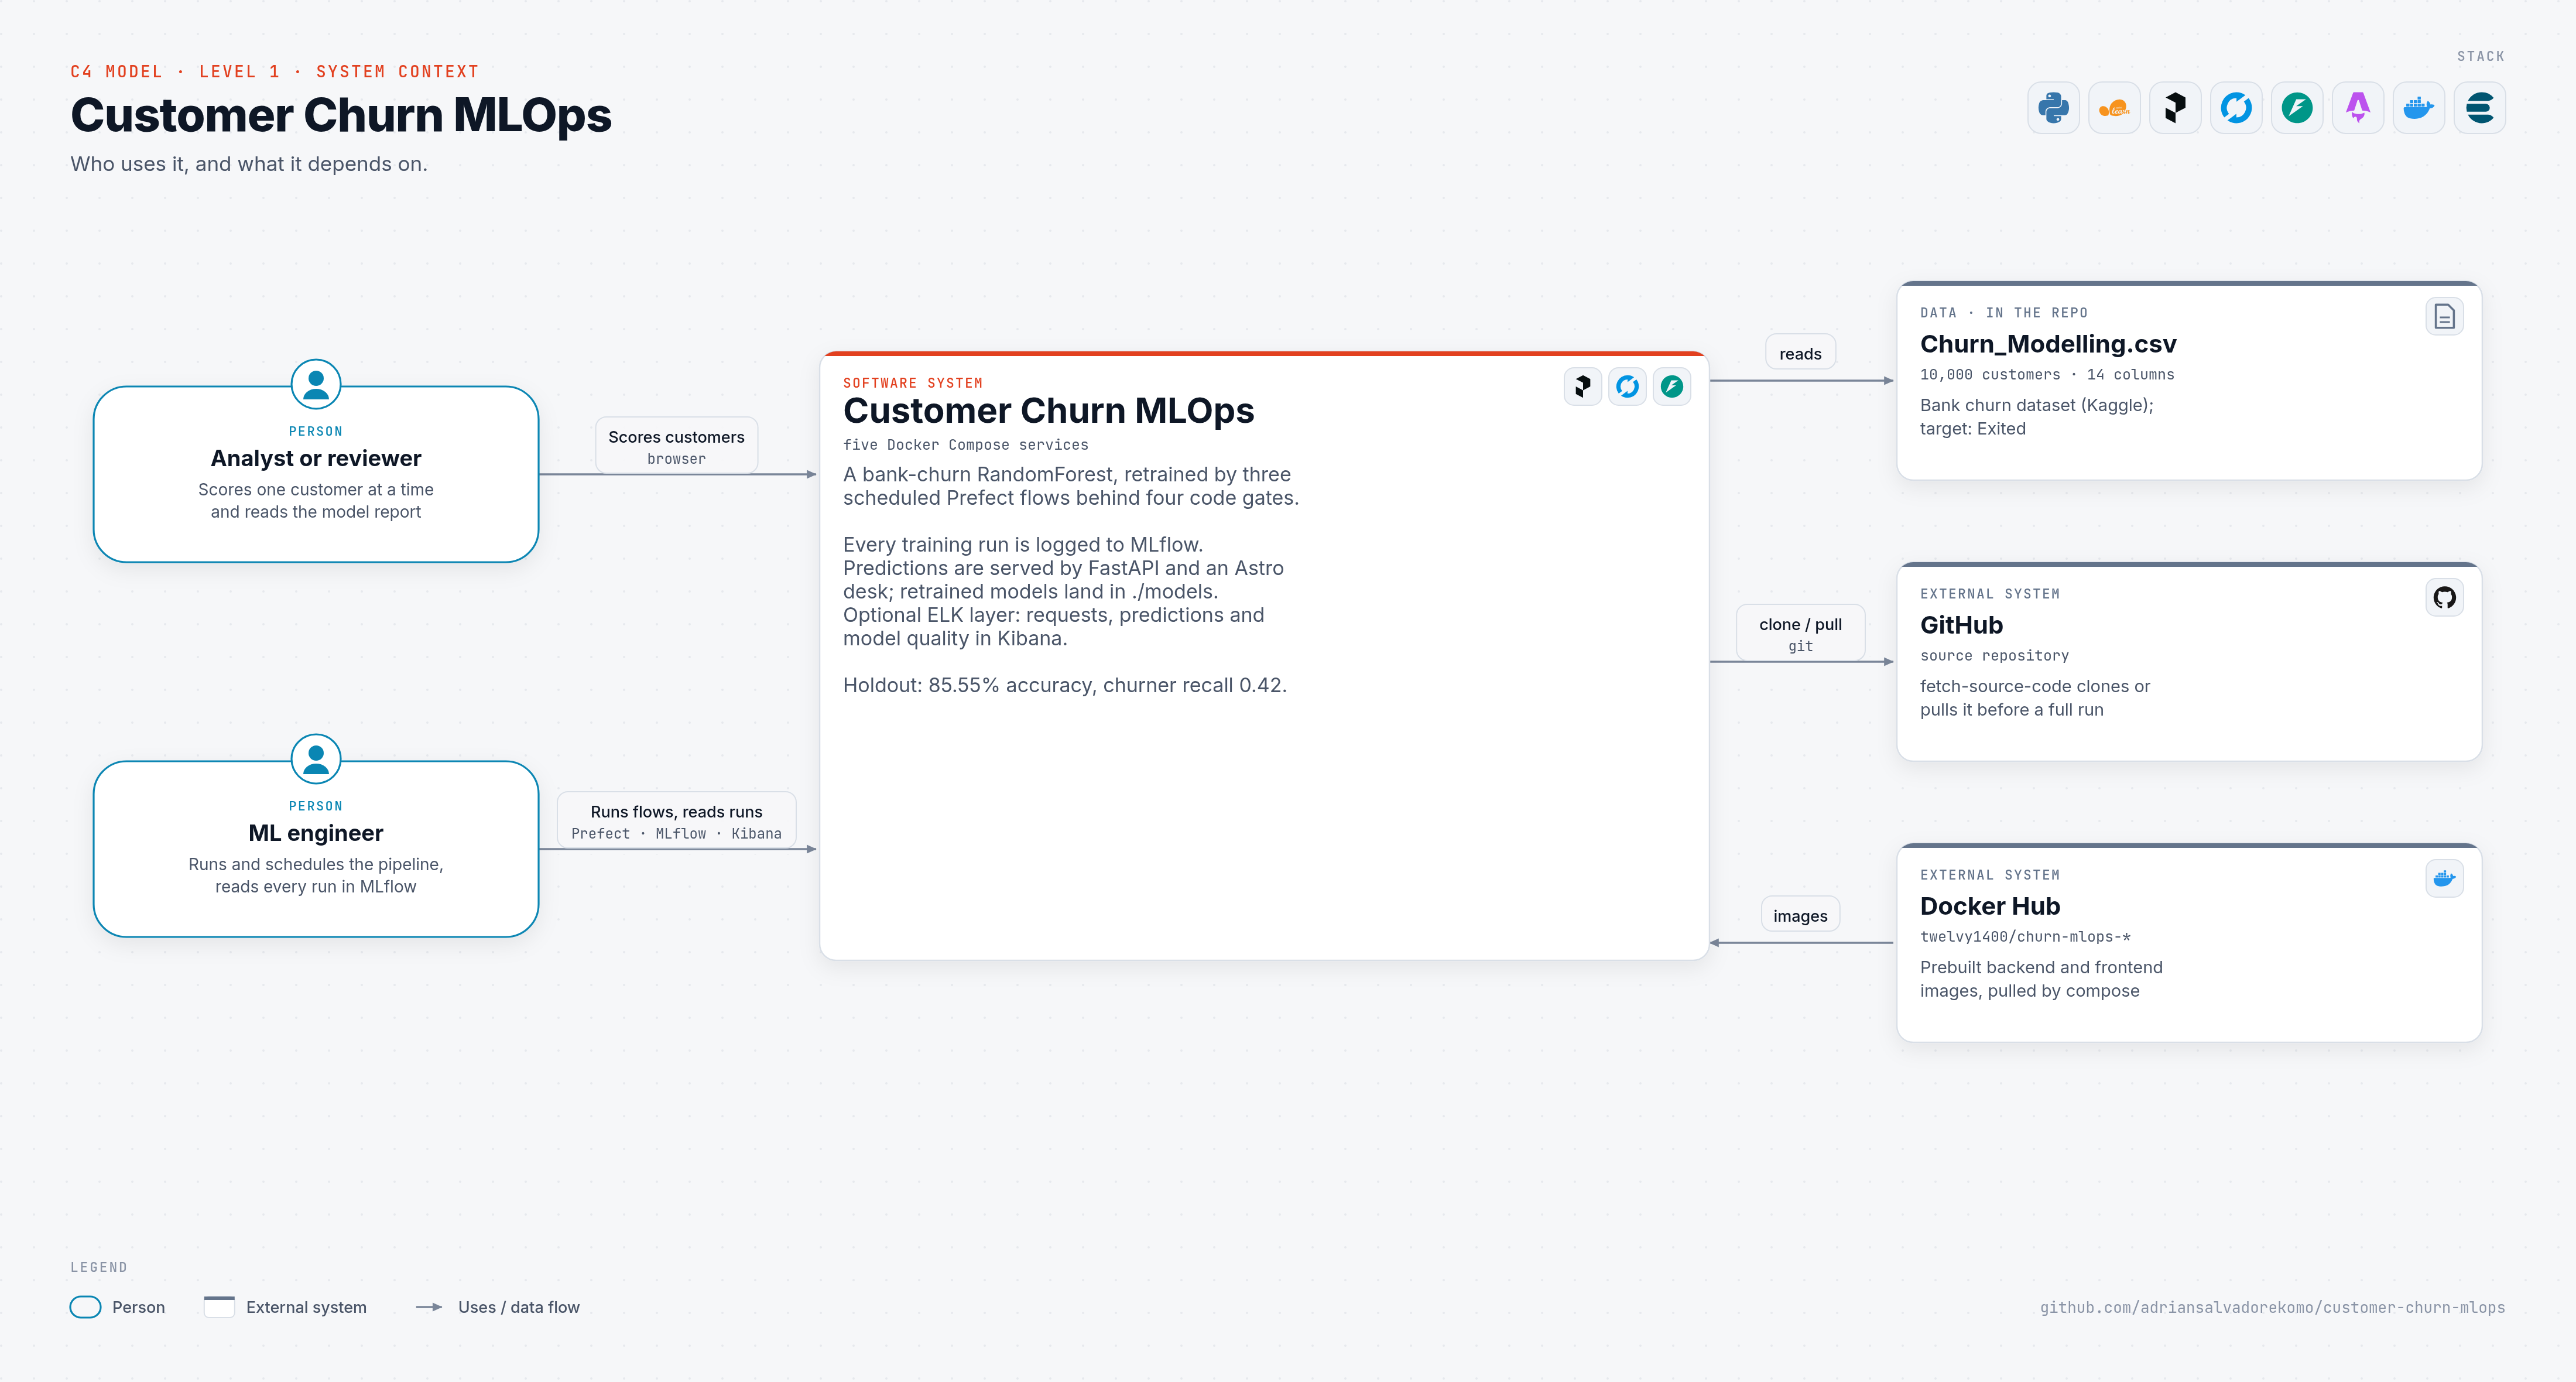 C4 MODEL · LEVEL 1 · SYSTEM CONTEXT
Customer Churn MLOps
Who uses it, and what it depends on.
STACK
PERSON
Analyst or reviewer
Scores one customer at a time
and reads the model report
Scores customers
browser
PERSON
ML engineer
Runs and schedules the pipeline,
reads every run in MLflow
Runs flows, reads runs
Prefect · MLflow · Kibana
SOFTWARE SYSTEM
Customer Churn MLOps
five Docker Compose services
A bank-churn RandomForest, retrained by three
scheduled Prefect flows behind four code gates.
Every training run is logged to MLflow.
Predictions are served by FastAPI and an Astro
desk; retrained models land in ./models.
Optional ELK layer: requests, predictions and
model quality in Kibana.
Holdout: 85.55% accuracy, churner recall 0.42.
reads
DATA · IN THE REPO
Churn_Modelling.csv
10,000 customers · 14 columns
Bank churn dataset (Kaggle);
target: Exited
clone / pull
git
EXTERNAL SYSTEM
GitHub
source repository
fetch-source-code clones or
pulls it before a full run
images
EXTERNAL SYSTEM
Docker Hub
twelvy1400/churn-mlops-*
Prebuilt backend and frontend
images, pulled by compose
LEGEND
Person
External system
Uses / data flow
github.com/adriansalvadorekomo/customer-churn-mlops